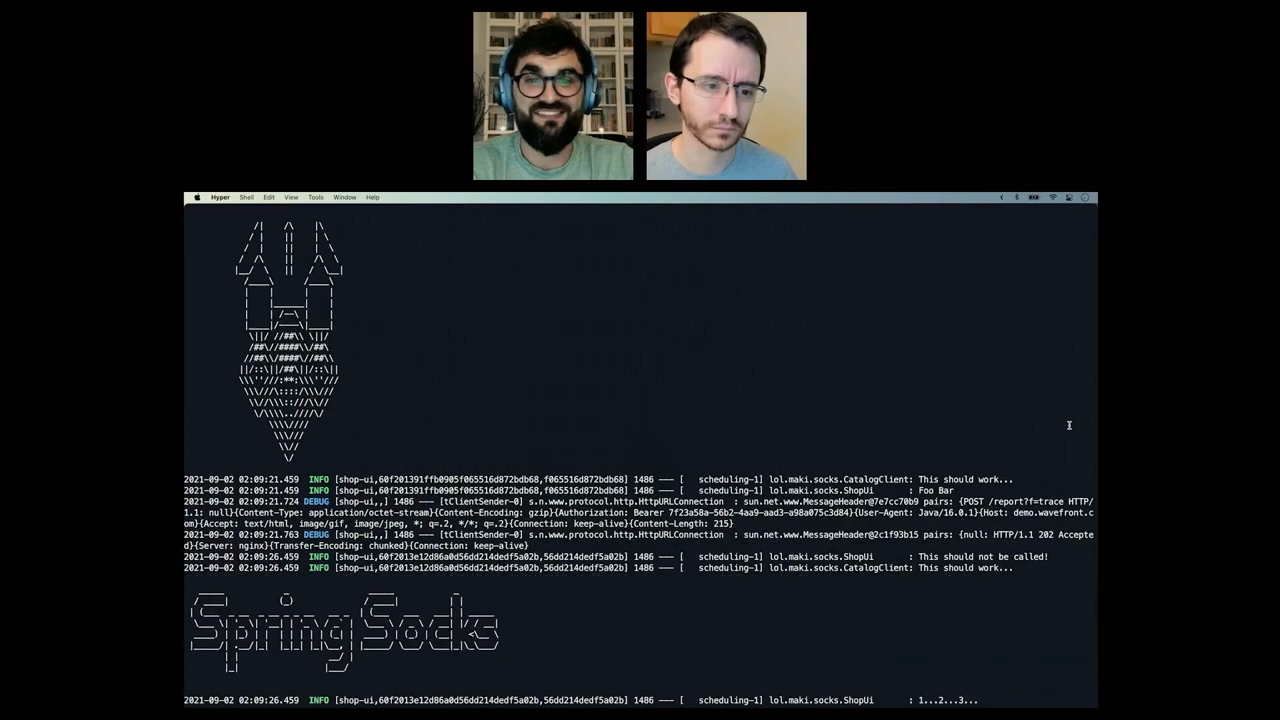 Hyper Shell Edit View Tools Window Help
2021-09-02 02:09:21.459 INFO [shop-ui,60f201391ffb0905f065516d872bdb68,f065516d872bdb68] 1486 --- [ scheduling-1] lol.maki.socks.CatalogClient: This should work...
2021-09-02 02:09:21.459 INFO [shop-ui,60f201391ffb0905f065516d872bdb68,f065516d872bdb68] 1486 --- [ scheduling-1] lol.maki.socks.ShopUi : Foo Bar
2021-09-02 02:09:21.724 DEBUG [shop-ui,,] 1486 --- [tClientSender-0] s.n.www.protocol.http.HttpURLConnection : sun.net.www.MessageHeader@7e7cc70b9 pairs: {POST /report?f=trace HTTP/
1.1: null}{Content-Type: application/octet-stream}{Content-Encoding: gzip}{Authorization: Bearer 7f23a58a-56b2-4aa9-aad3-a98a075c3d84}{User-Agent: Java/16.0.1}{Host: demo.wavefront.c
om}{Accept: text/html, image/gif, image/jpeg, *; q=.2, */*; q=.2}{Connection: keep-alive}{Content-Length: 215}
2021-09-02 02:09:21.763 DEBUG [shop-ui,,] 1486 --- [tClientSender-0] s.n.www.protocol.http.HttpURLConnection : sun.net.www.MessageHeader@2c1f93b15 pairs: {null: HTTP/1.1 202 Accepte
d}{Server: nginx}{Transfer-Encoding: chunked}{Connection: keep-alive}
2021-09-02 02:09:26.459 INFO [shop-ui,60f2013e12d86a0d56dd214dedf5a02b,56dd214dedf5a02b] 1486 --- [ scheduling-1] lol.maki.socks.ShopUi : This should not be called!
2021-09-02 02:09:26.459 INFO [shop-ui,60f2013e12d86a0d56dd214dedf5a02b,56dd214dedf5a02b] 1486 --- [ scheduling-1] lol.maki.socks.CatalogClient: This should work...
Spring Socks
2021-09-02 02:09:26.459 INFO [shop-ui,60f2013e12d86a0d56dd214dedf5a02b,56dd214dedf5a02b] 1486 --- [ scheduling-1] lol.maki.socks.ShopUi : 1...2...3...